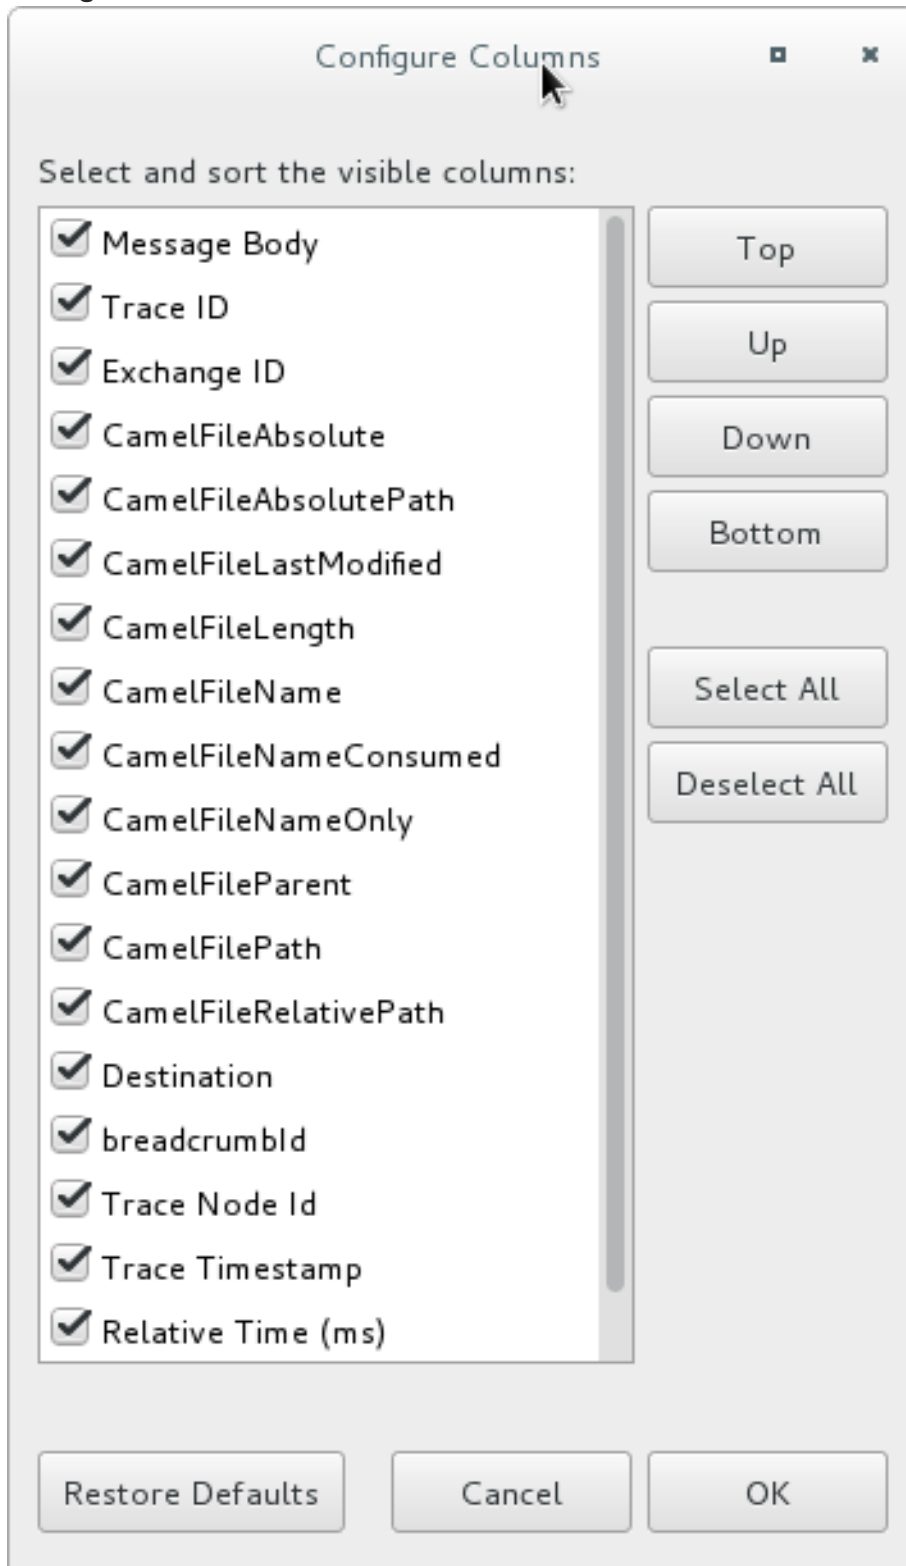 Configure Columns
Select and sort the visible columns:
Message Body
Trace ID
Exchange ID
CamelFileAbsolute
CamelFileAbsolutePath
CamelFileLastModified
CamelFileLength
CamelFileName
CamelFileNameConsumed
CamelFileNameOnly
CamelFileParent
CamelFilePath
CamelFileRelativePath
Destination
breadcrumbId
Trace Node Id
Trace Timestamp
Relative Time (ms)
Top
Up
Down
Bottom
Select All
Deselect All
Restore Defaults
Cancel
OK